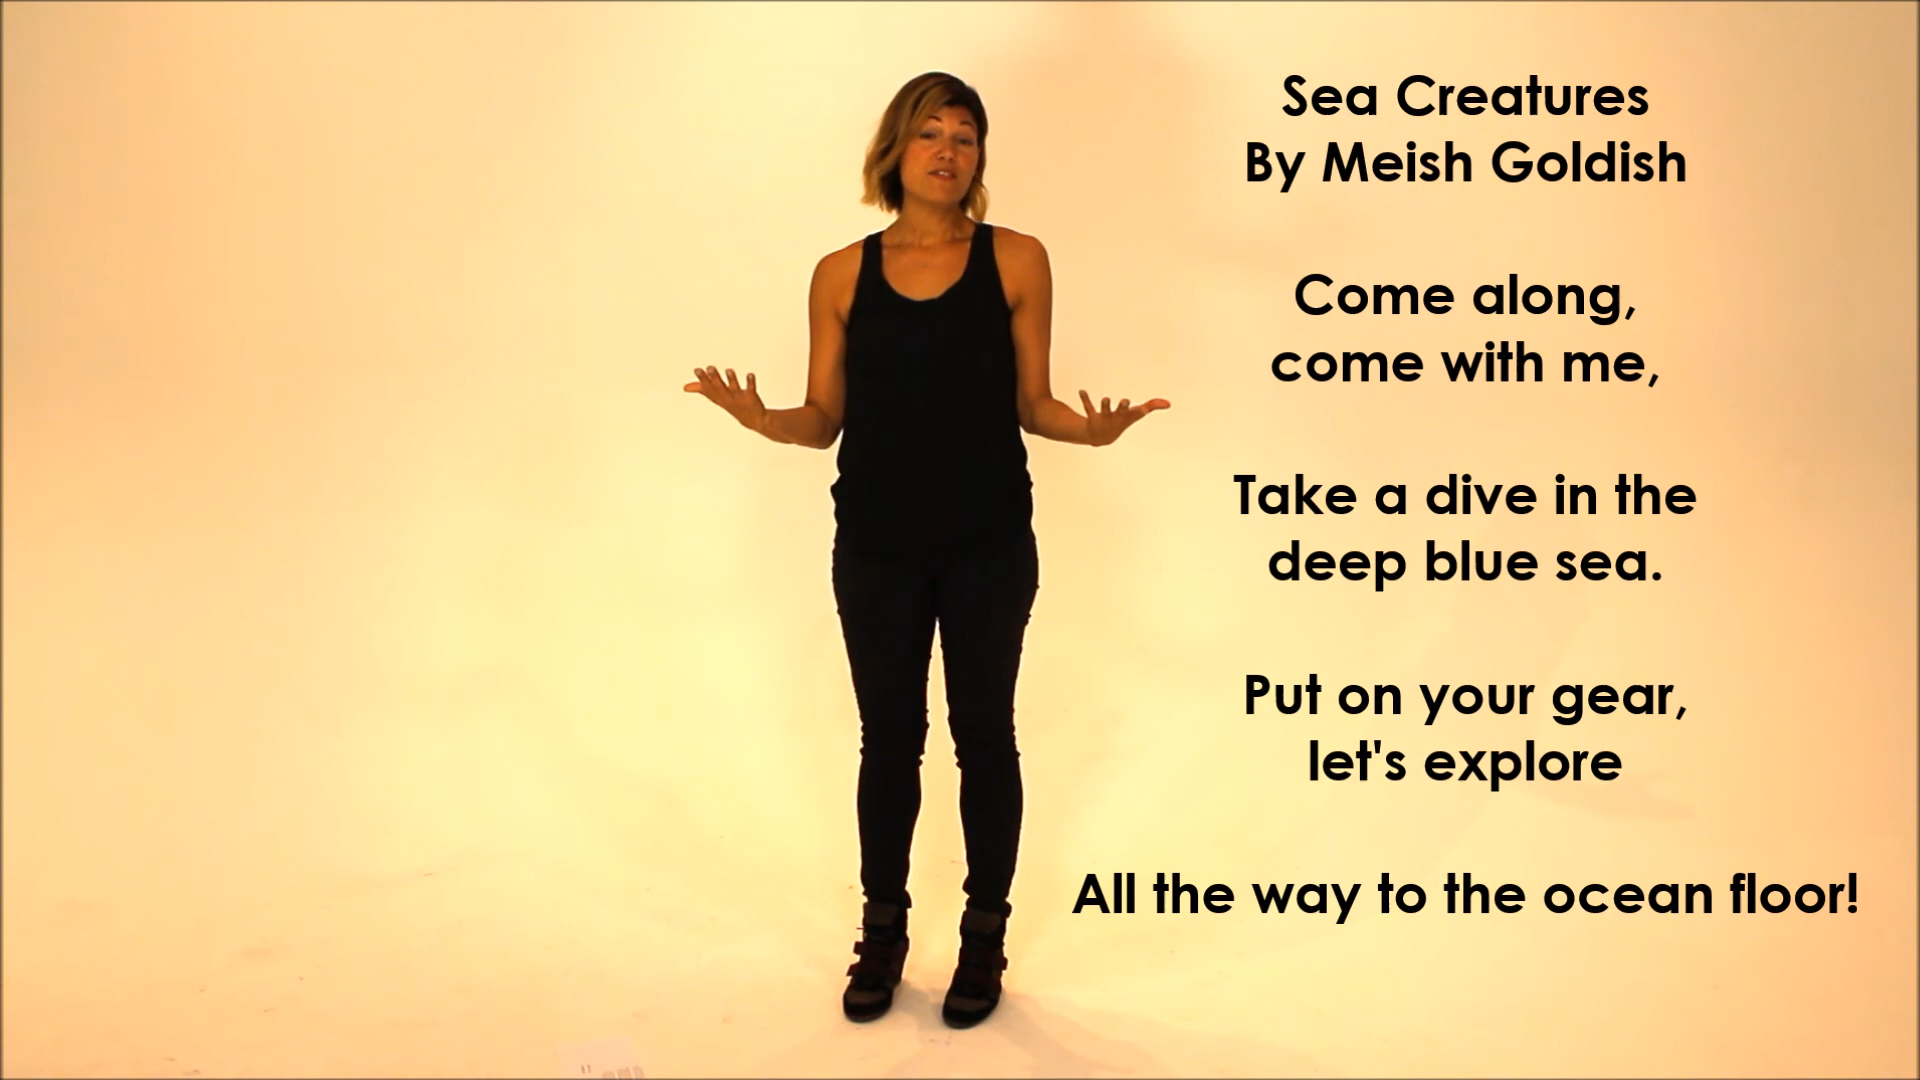 Sea Creatures
By Meish Goldish
Come along,
come with me,
Take a dive in the
deep blue sea.
Put on your gear,
let's explore
All the way to the ocean floor!